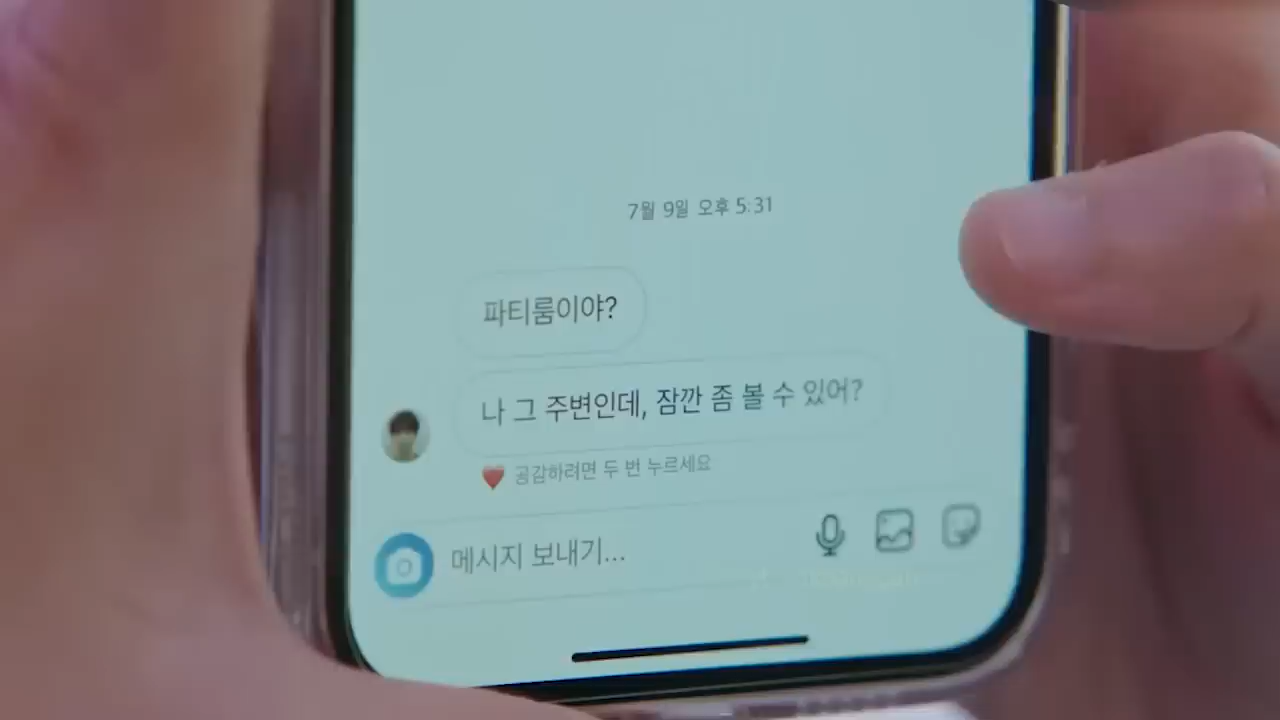 7월 9일 오후 5:31
파티룸이야?
나 그 주변인데, 잠깐 좀 볼 수 있어?
공감하려면 두 번 누르세요
메시지 보내기...